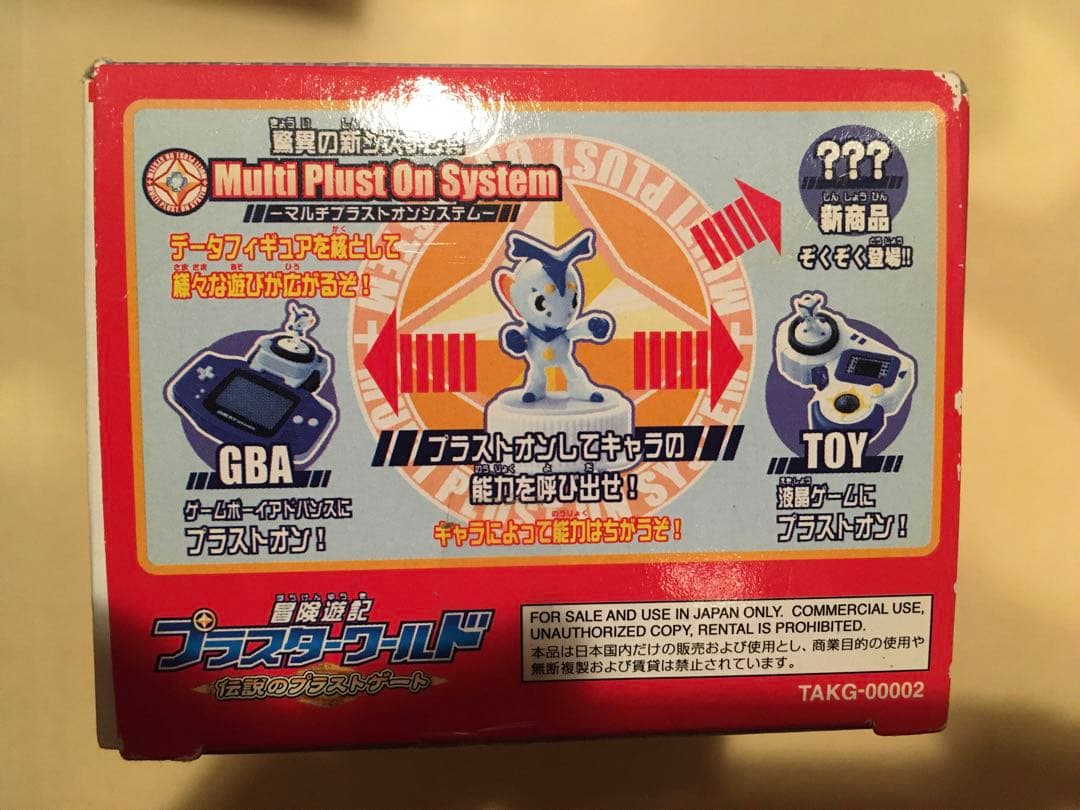 驚異の新システム
Multi Plust On System
ーマルチプラストオンシステムー
データフィギュアを核として
様々な遊びが広がるぞ!
???
新商品
ぞくぞく登場!!
GBA
ゲームボーイアドバンスに
プラストオン!
プラストオンしてキャラの
能力を呼び出せ!
キャラによって能力はちがうぞ!
TOY
液晶ゲームに
プラストオン!
冒険遊記
プラスターワールド
伝説のプラストゲート
FOR SALE AND USE IN JAPAN ONLY. COMMERCIAL USE,
UNAUTHORIZED COPY, RENTAL IS PROHIBITED.
本品は日本国内だけの販売および使用とし、商業目的の使用や
無断複製および賃貸は禁止されています。
TAKG-00002